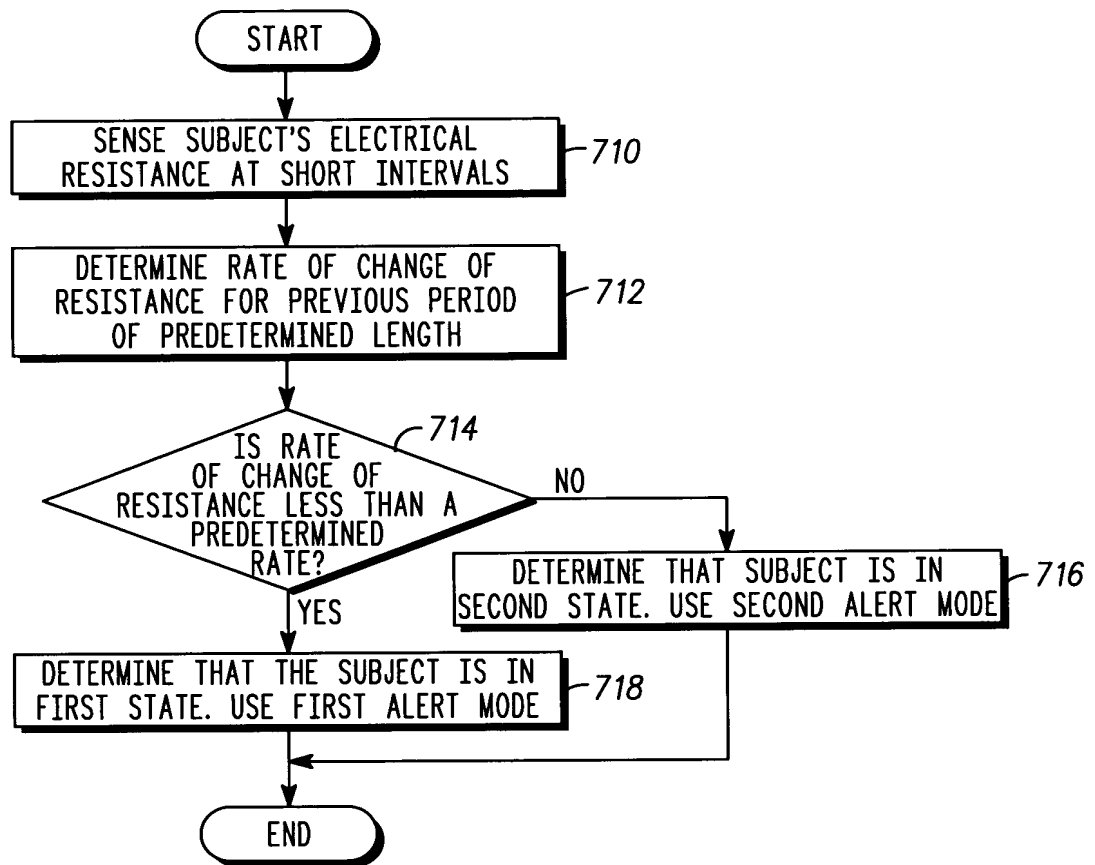 START
SENSE SUBJECT'S ELECTRICAL
RESISTANCE AT SHORT INTERVALS
710
DETERMINE RATE OF CHANGE OF
RESISTANCE FOR PREVIOUS PERIOD
OF PREDETERMINED LENGTH
712
714
IS RATE
OF CHANGE OF
RESISTANCE LESS THAN A
PREDETERMINED
RATE?
NO
YES
DETERMINE THAT SUBJECT IS IN
SECOND STATE. USE SECOND ALERT MODE
716
DETERMINE THAT THE SUBJECT IS IN
FIRST STATE. USE FIRST ALERT MODE
718
END